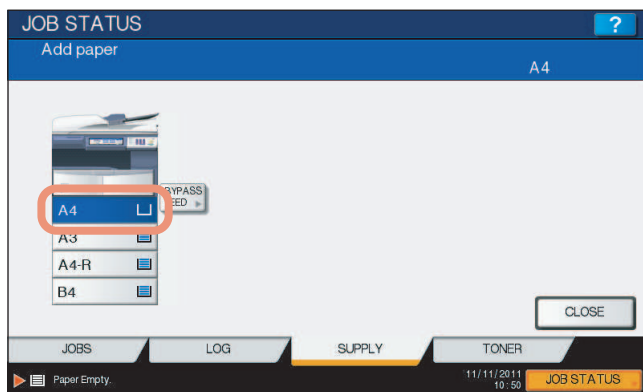 JOB STATUS
?
Add paper
A4
BYPASS
FEED
A4
A3
A4-R
B4
CLOSE
JOBS
LOG
SUPPLY
TONER
Paper Empty.
11/11/2011
10:50
JOB STATUS